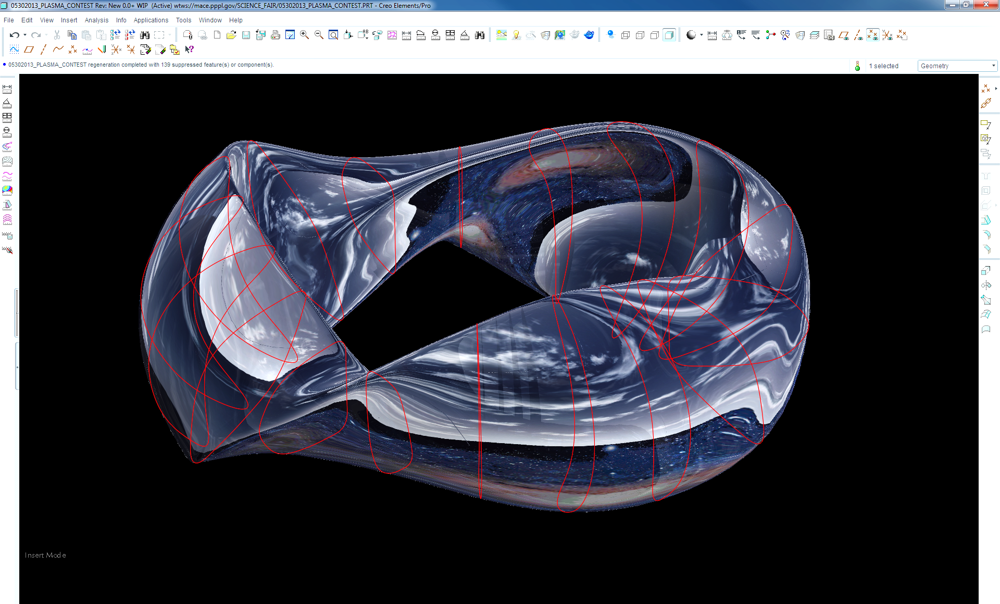 05302013_PLASMA_CONTEST Rev: New 0.0+ WIP (Active) wtws://mace.pppl.gov/SCIENCE_FAIR/05302013_PLASMA_CONTEST.PRT - Creo Elements/Pro
File Edit View Insert Analysis Info Applications Tools Window Help
05302013_PLASMA_CONTEST regeneration completed with 139 suppressed feature(s) or component(s).
1 selected
Geometry
Insert Mode